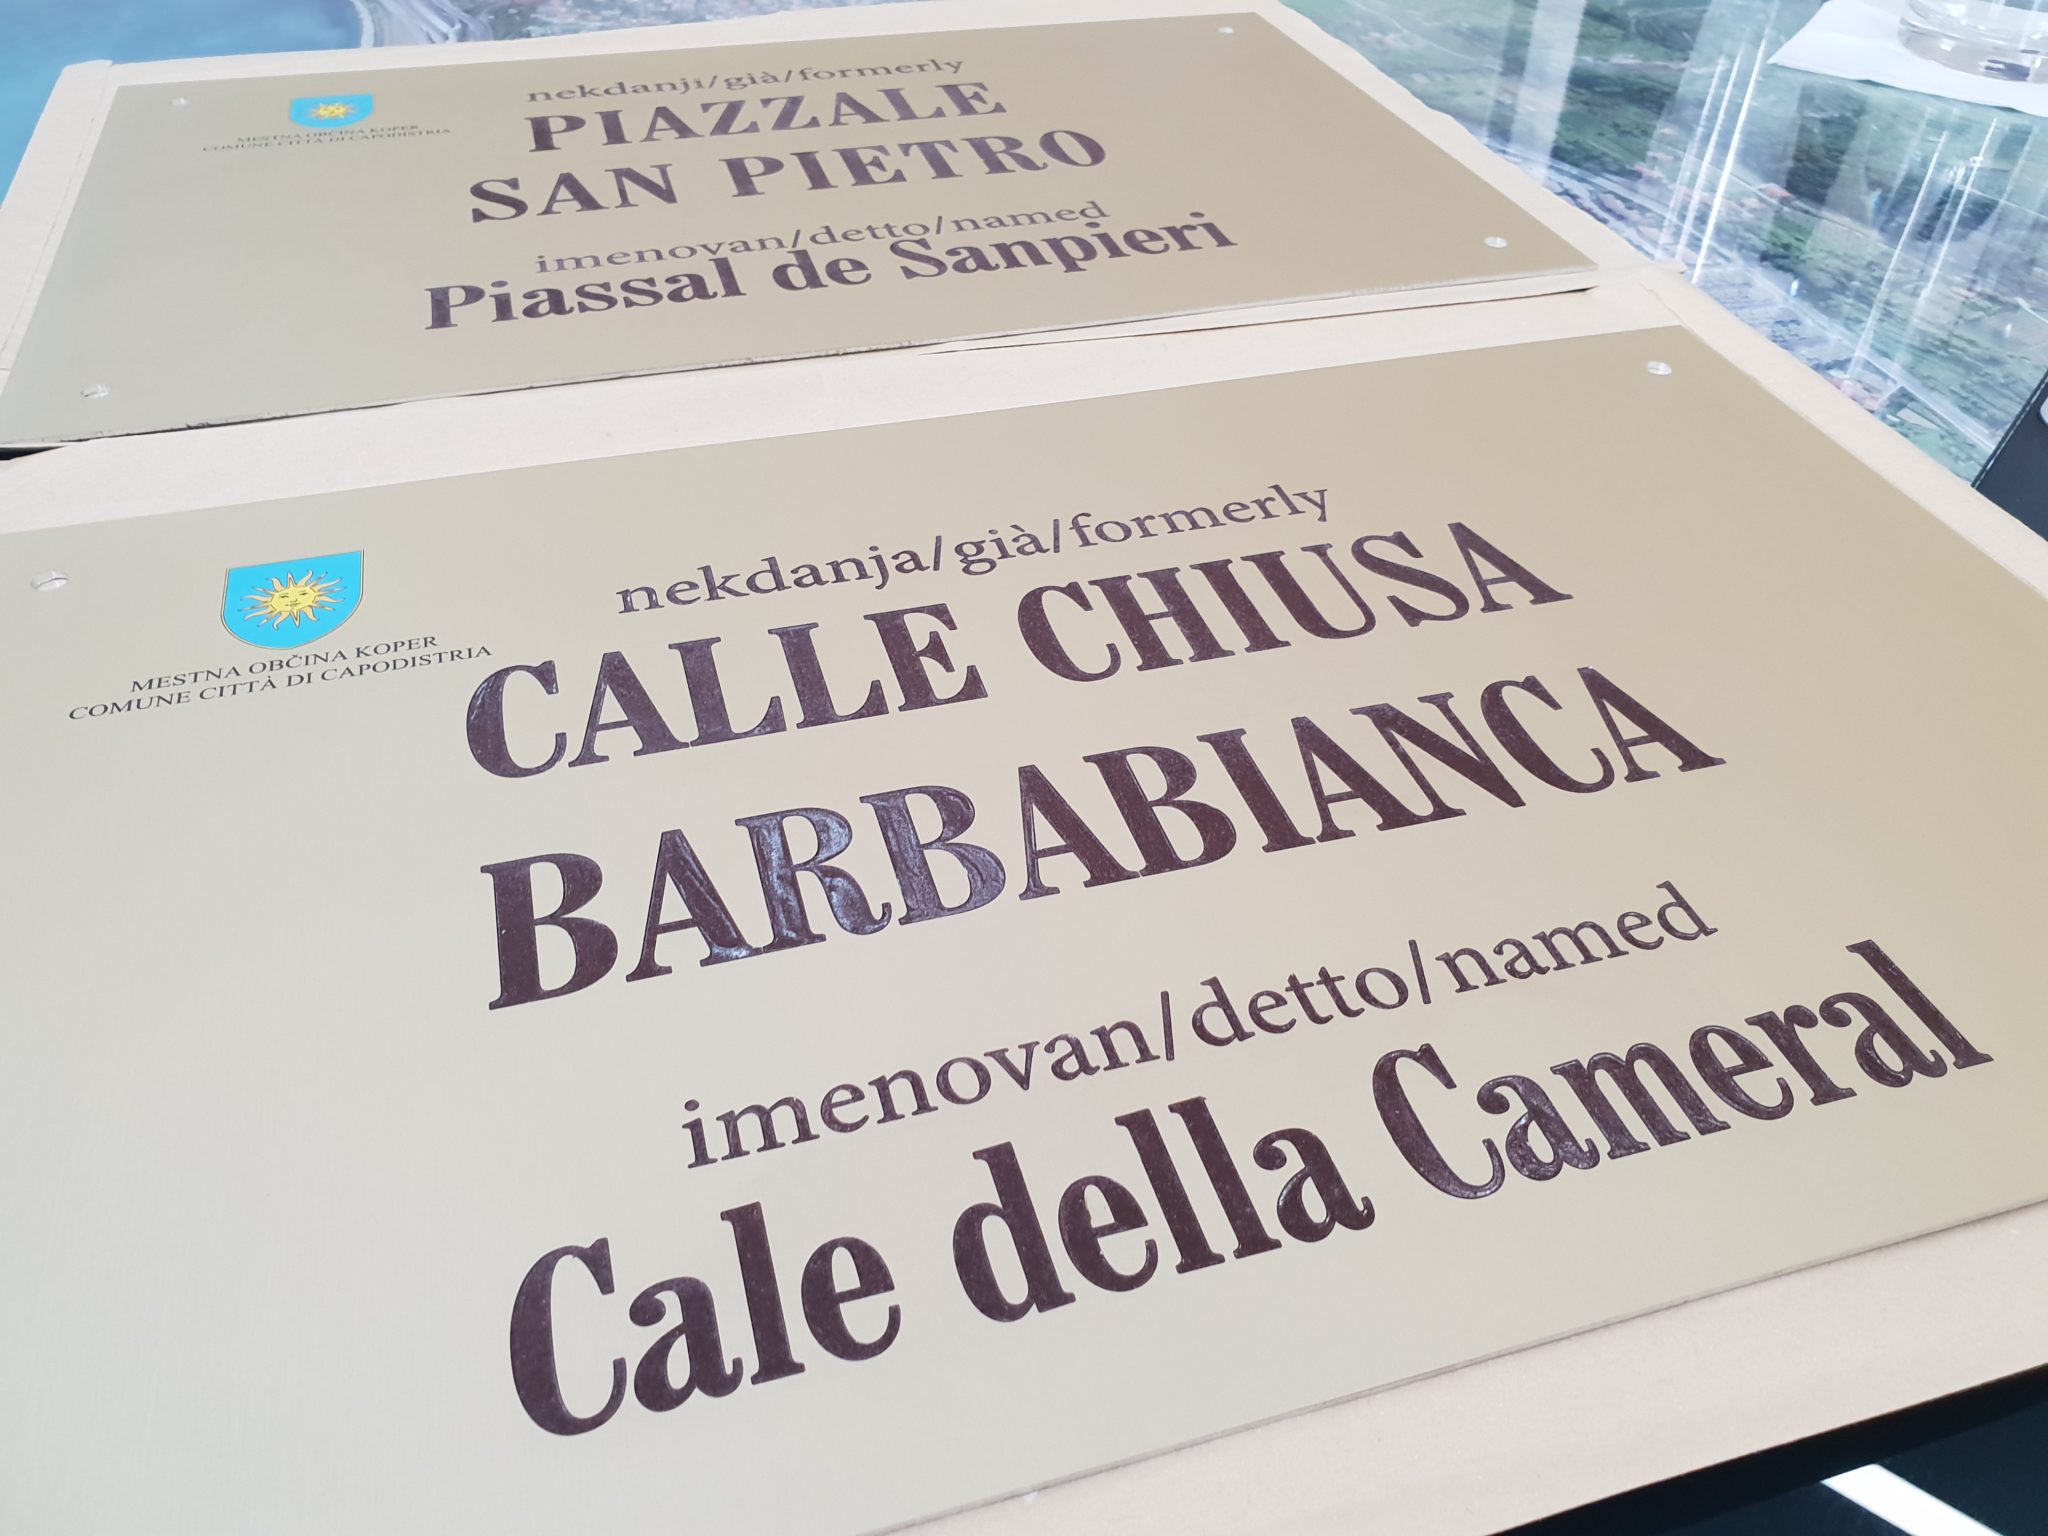 MESTNA OBČINA KOPER
COMUNE CITTÀ DI CAPODISTRIA
nekdanji/già/formerly
PIAZZALE
SAN PIETRO
imenovan/detto/named
Piassal de Sanpieri
MESTNA OBČINA KOPER
COMUNE CITTÀ DI CAPODISTRIA
nekdanja/già/formerly
CALLE CHIUSA
BARBABIANCA
imenovan/detto/named
Cale della Cameral